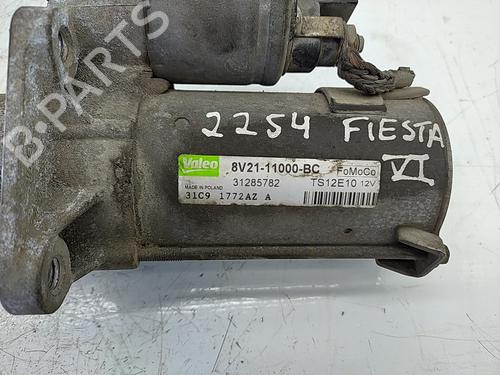 B-PARTS
2254 FIESTA
VI
Valeo 8V21-11000-BC FoMoCo
MADE IN POLAND 31285782 TS12E10 12V
31C9 1772AZ A